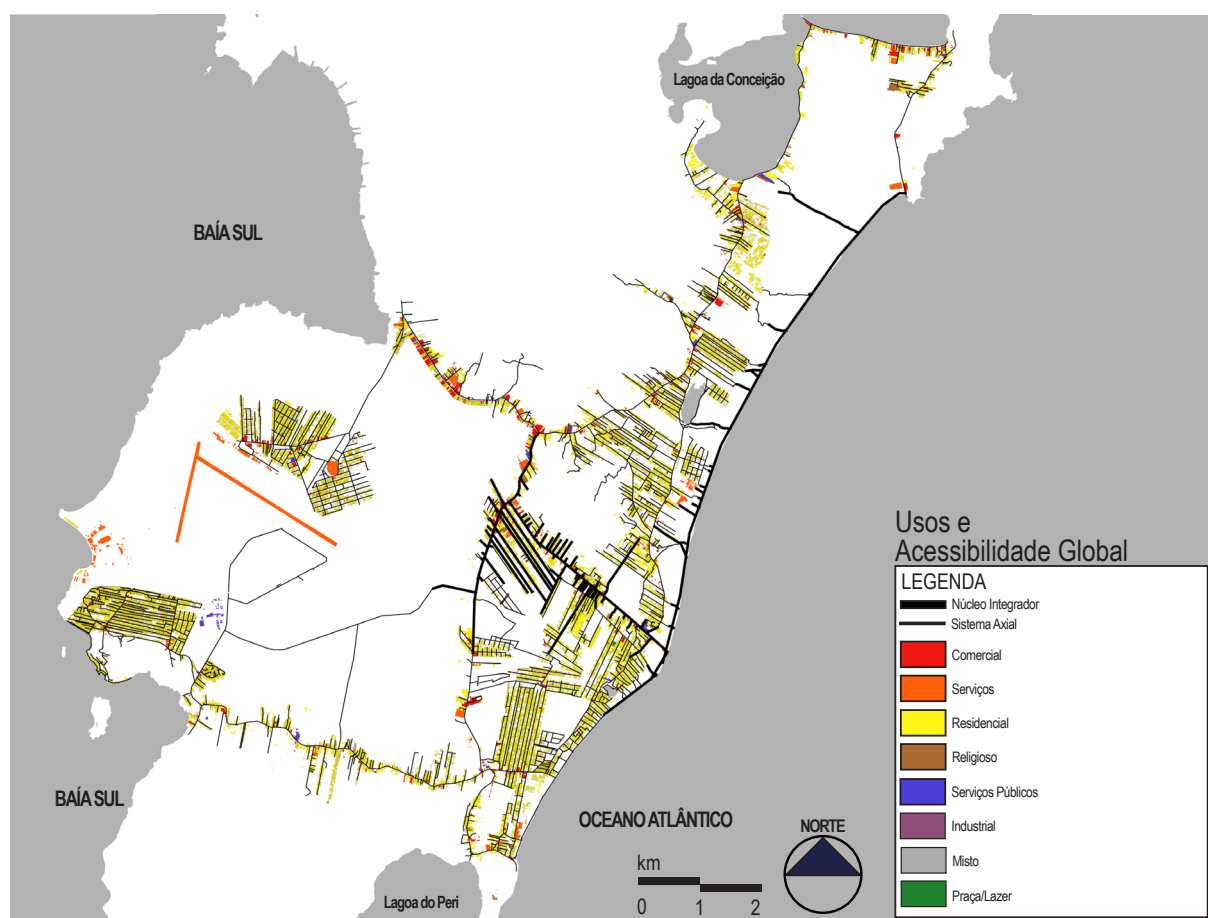 Lagoa da Conceição
BAÍA SUL
BAÍA SUL
OCEANO ATLÂNTICO
Lagoa do Peri
km
0 1 2
NORTE
Usos e
Acessibilidade Global
LEGENDA
Núcleo Integrador
Sistema Axial
Comercial
Serviços
Residencial
Religioso
Serviços Públicos
Industrial
Misto
Praça/Lazer